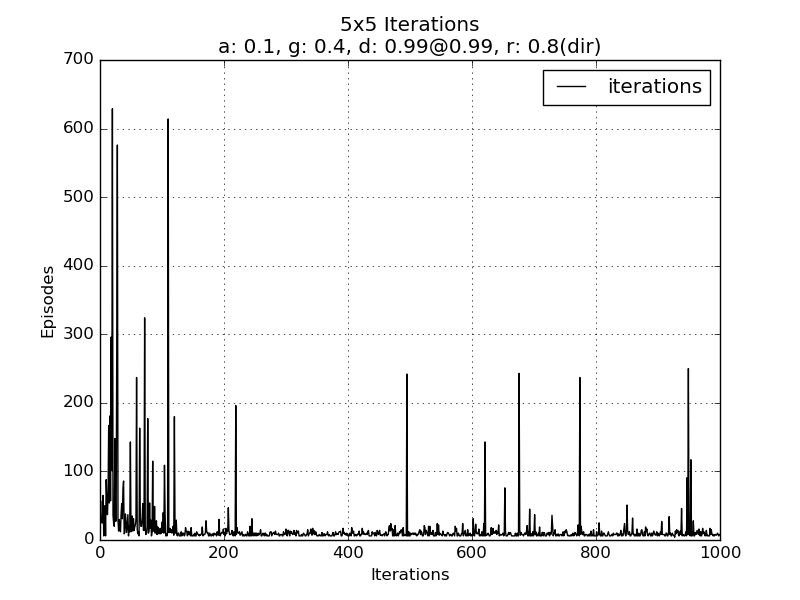 5x5 Iterations
a: 0.1, g: 0.4, d: 0.99@0.99, r: 0.8(dir)
iterations
700
600
500
400
300
200
100
0
Episodes
0 200 400 600 800 1000
Iterations